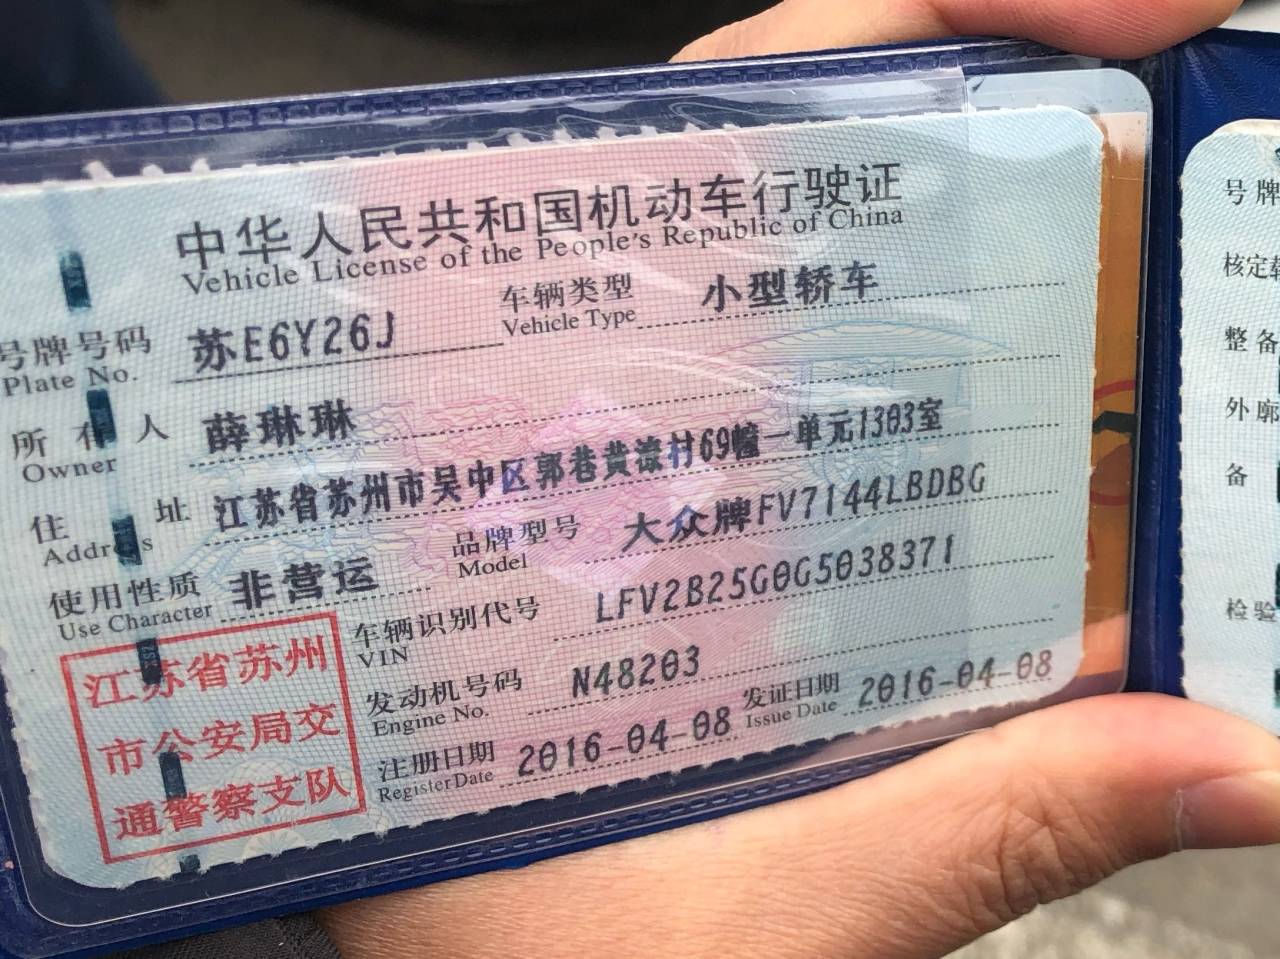 中华人民共和国机动车行驶证
Vehicle License of the People's Republic of China
号牌号码 苏E6Y26J 车辆类型 小型轿车
Plate No. Vehicle Type
所有人 薛琳琳
Owner
住址 江苏省苏州市吴中区郭巷黄潦村69幢一单元1303室
Address
品牌型号 大众牌FV7144LBDBG
Model
使用性质 非营运
Use Character
车辆识别代号 LFV2B25G0G5038371
VIN
发动机号码 N48203
Engine No.
注册日期 2016-04-08 发证日期 2016-04-08
Register Date Issue Date
江苏省苏州
市公安局交
通警察支队
号牌
核定载
整备
外廓
备
检验